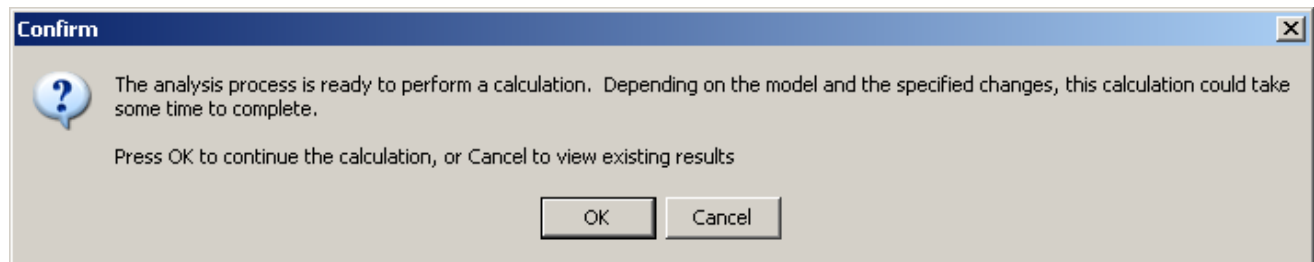 Confirm
The analysis process is ready to perform a calculation.  Depending on the model and the specified changes, this calculation could take
some time to complete.
Press OK to continue the calculation, or Cancel to view existing results
OK
Cancel